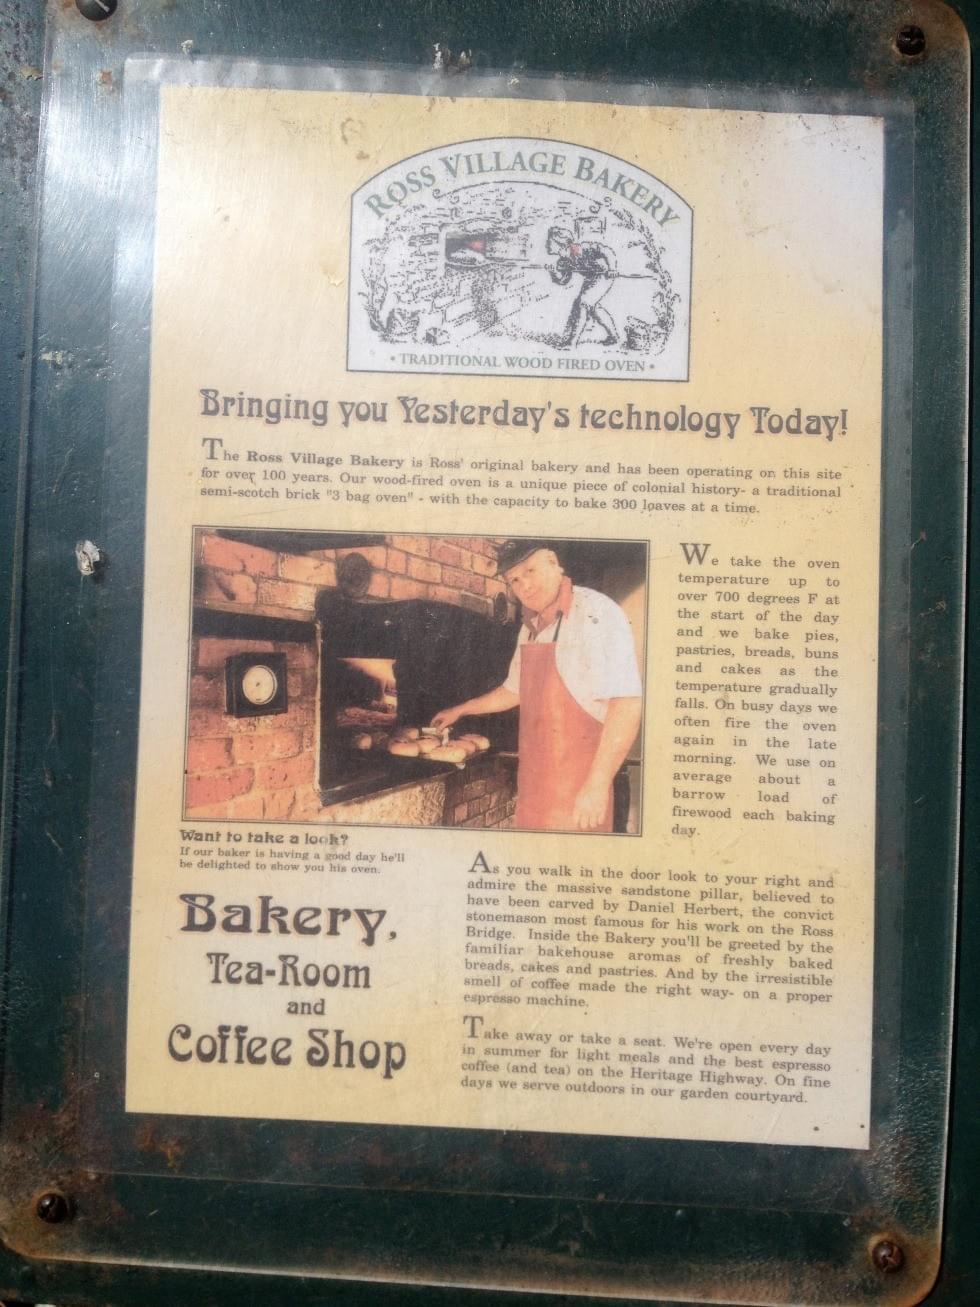 ROSS VILLAGE BAKERY
• TRADITIONAL WOOD FIRED OVEN •
Bringing you Yesterday's technology Today!
The Ross Village Bakery is Ross' original bakery and has been operating on this site
for over 100 years. Our wood-fired oven is a unique piece of colonial history- a traditional
semi-scotch brick "3 bag oven" - with the capacity to bake 300 loaves at a time.
We take the oven
temperature up to
over 700 degrees F at
the start of the day
and we bake pies,
pastries, breads, buns
and cakes as the
temperature gradually
falls. On busy days we
often fire the oven
again in the late
morning. We use on
average about a
barrow load of
firewood each baking
day.
Want to take a look?
If our baker is having a good day he'll
be delighted to show you his oven.
Bakery,
Tea-Room
and
Coffee Shop
As you walk in the door look to your right and
admire the massive sandstone pillar, believed to
have been carved by Daniel Herbert, the convict
stonemason most famous for his work on the Ross
Bridge. Inside the Bakery you'll be greeted by the
familiar bakehouse aromas of freshly baked
breads, cakes and pastries. And by the irresistible
smell of coffee made the right way- on a proper
espresso machine.
Take away or take a seat. We're open every day
in summer for light meals and the best espresso
coffee (and tea) on the Heritage Highway. On fine
days we serve outdoors in our garden courtyard.